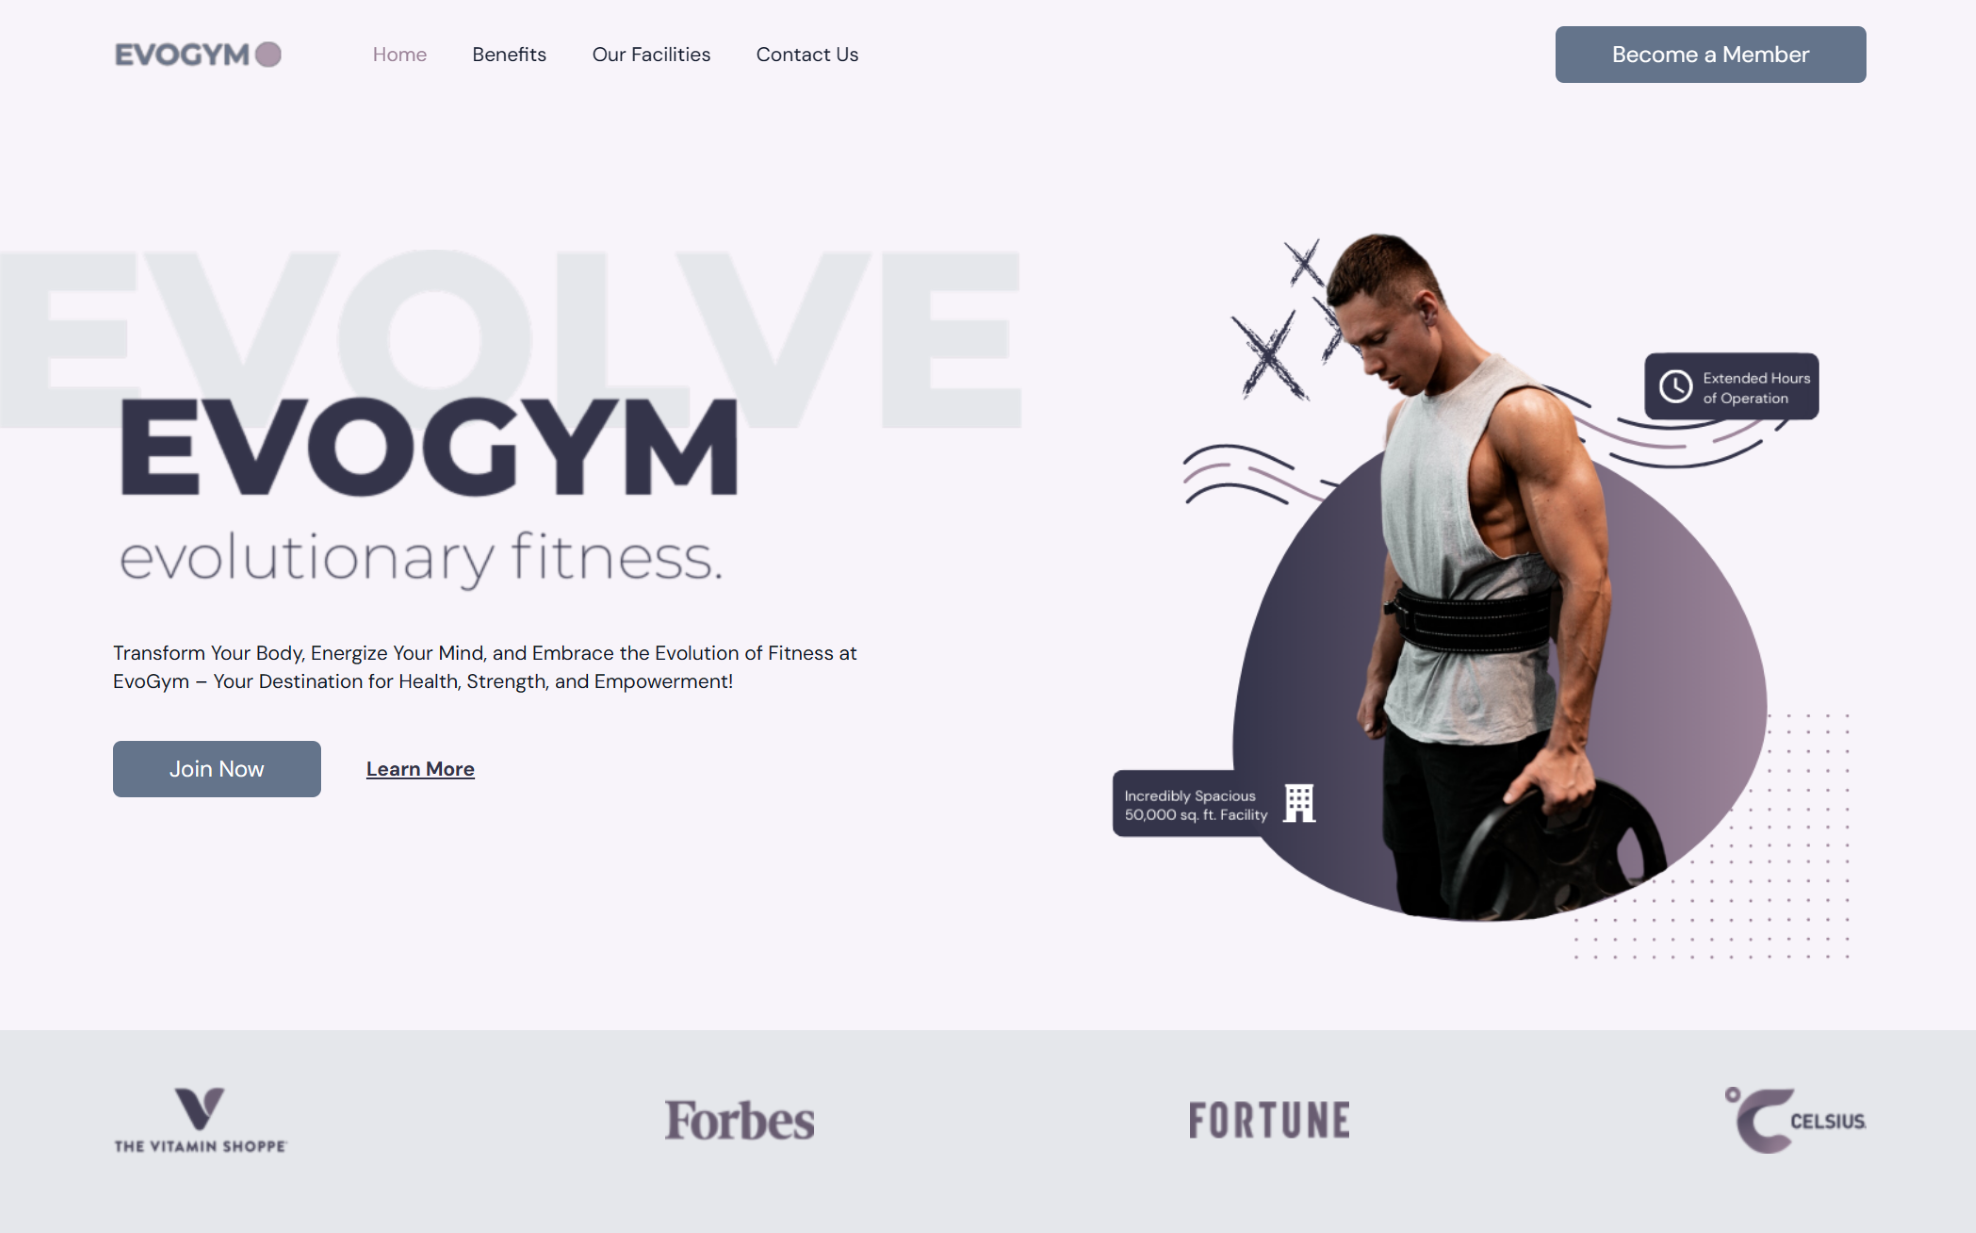 EVOGYM
Home
Benefits
Our Facilities
Contact Us
Become a Member
EVOLVE
EVOGYM
evolutionary fitness.
Transform Your Body, Energize Your Mind, and Embrace the Evolution of Fitness at
EvoGym – Your Destination for Health, Strength, and Empowerment!
Join Now
Learn More
Extended Hours
of Operation
Incredibly Spacious
50,000 sq. ft. Facility
THE VITAMIN SHOPPE
Forbes
FORTUNE
CELSIUS